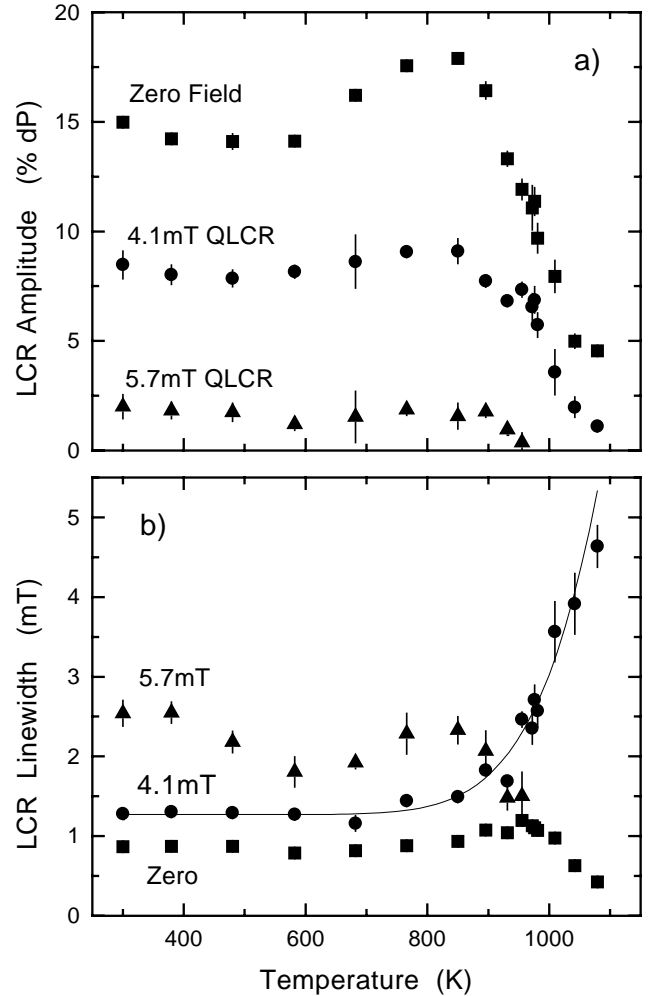 20
15
10
5
0
LCR Amplitude (% dP)
a)
Zero Field
4.1mT QLCR
5.7mT QLCR
b)
5
4
3
2
1
0
LCR Linewidth (mT)
5.7mT
4.1mT
Zero
400 600 800 1000
Temperature (K)